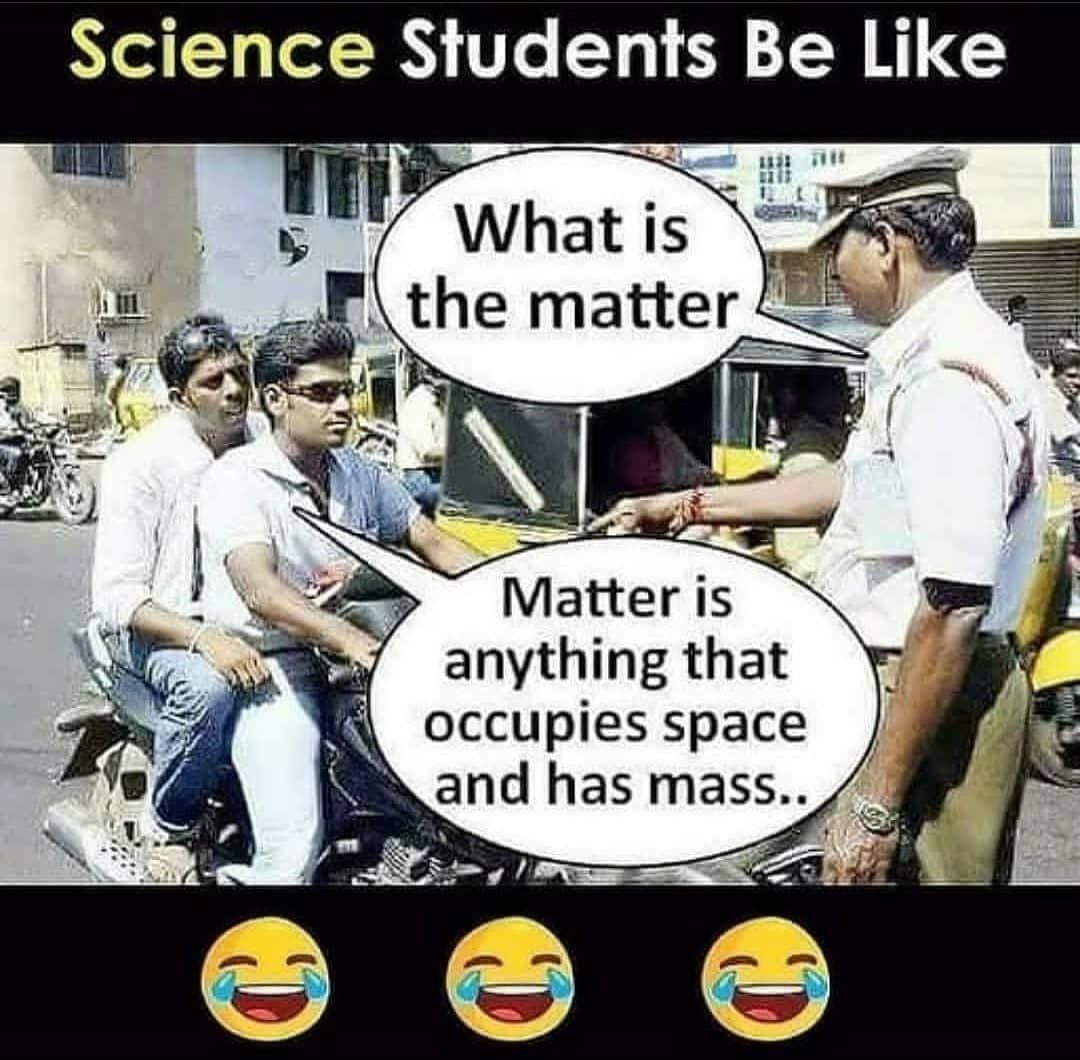 Science Students Be Like
What is
the matter
Matter is
anything that
occupies space
and has mass..